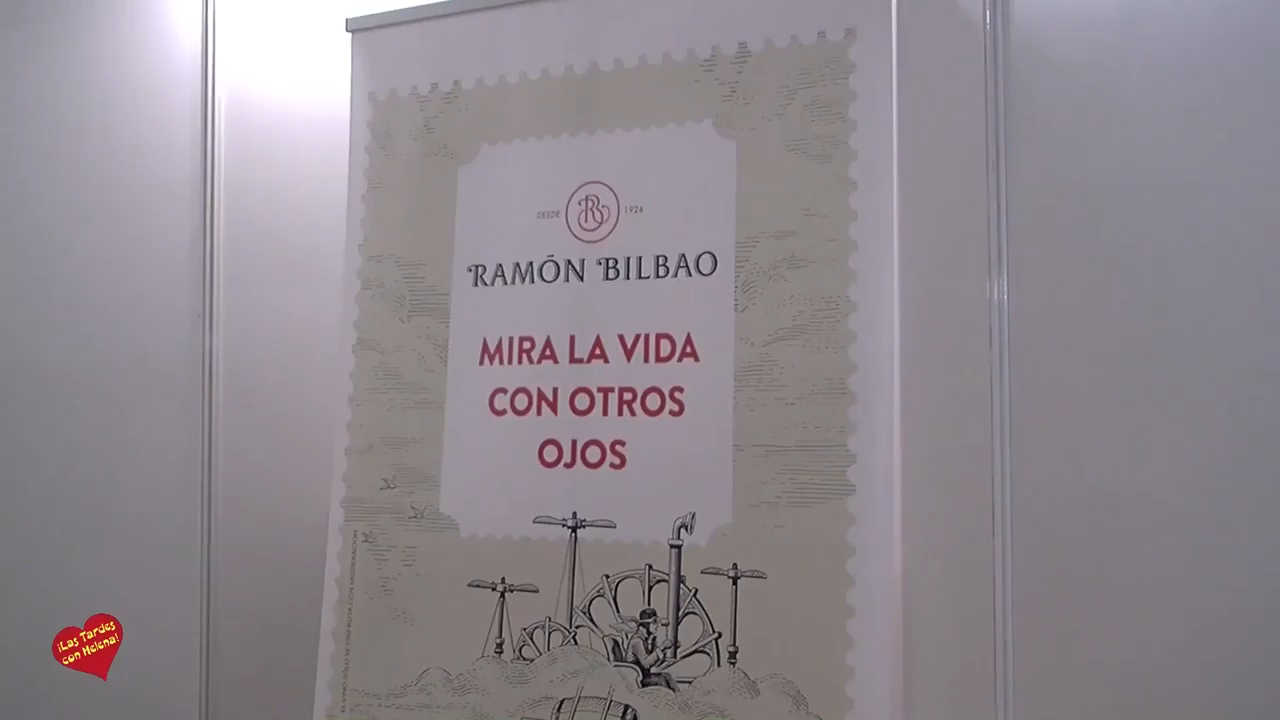 DESDE RB 1924
RAMÓN BILBAO
MIRA LA VIDA
CON OTROS
OJOS
¡Las Tardes
con Helena!